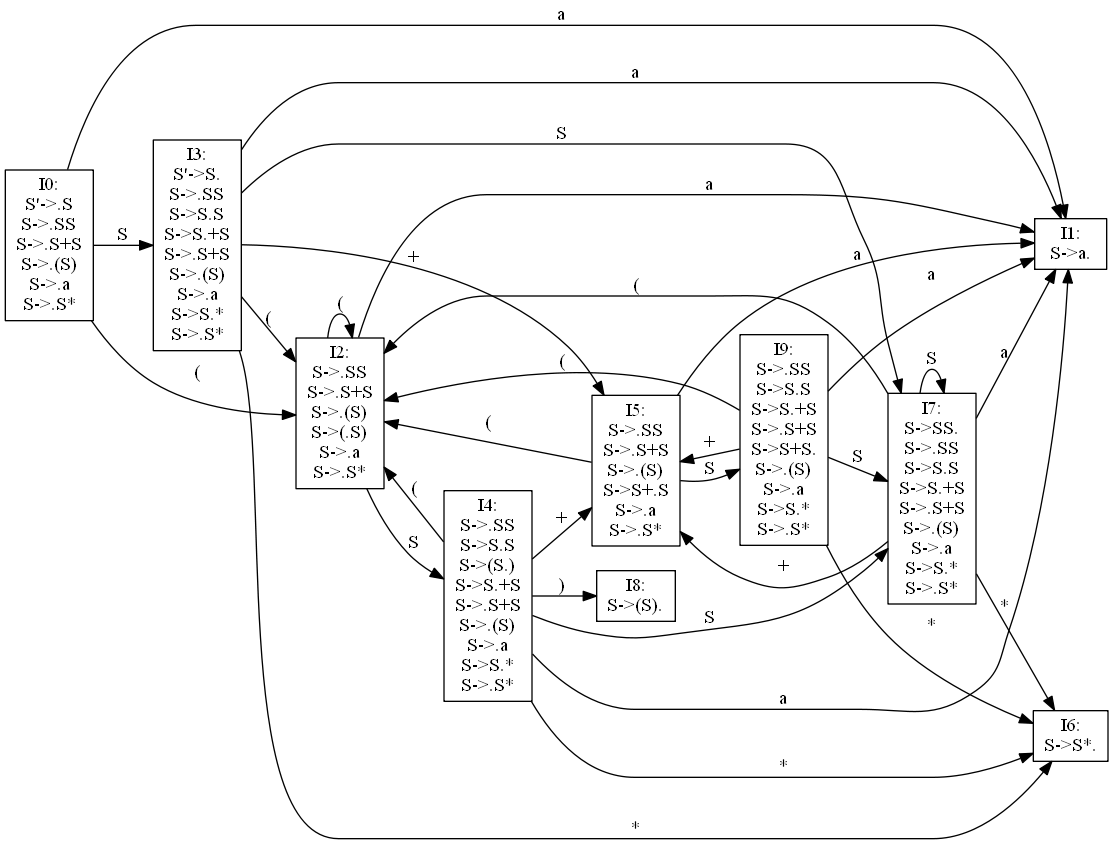 a
a
S
a
I0:
S'->.S
S->.SS
S->.S+S
S->.(S)
S->.a
S->.S*
S
(
I3:
S'->S.
S->.SS
S->S.S
S->S.+S
S->.S+S
S->.(S)
S->.a
S->S.*
S->.S*
+
(
(
I2:
S->.SS
S->.S+S
S->.(S)
S->(.S)
S->.a
S->.S*
(
(
(
(
S
I4:
S->.SS
S->S.S
S->(S.)
S->S.+S
S->.S+S
S->.(S)
S->.a
S->S.*
S->.S*
+
)
S
a
*
*
I5:
S->.SS
S->.S+S
S->.(S)
S->S+.S
S->.a
S->.S*
I8:
S->(S).
+
S
I9:
S->.SS
S->S.S
S->S.+S
S->.S+S
S->S+S.
S->.(S)
S->.a
S->S.*
S->.S*
a
a
S
+
*
S
I7:
S->SS.
S->.SS
S->S.S
S->S.+S
S->.S+S
S->.(S)
S->.a
S->S.*
S->.S*
a
*
I1:
S->a.
I6:
S->S*.